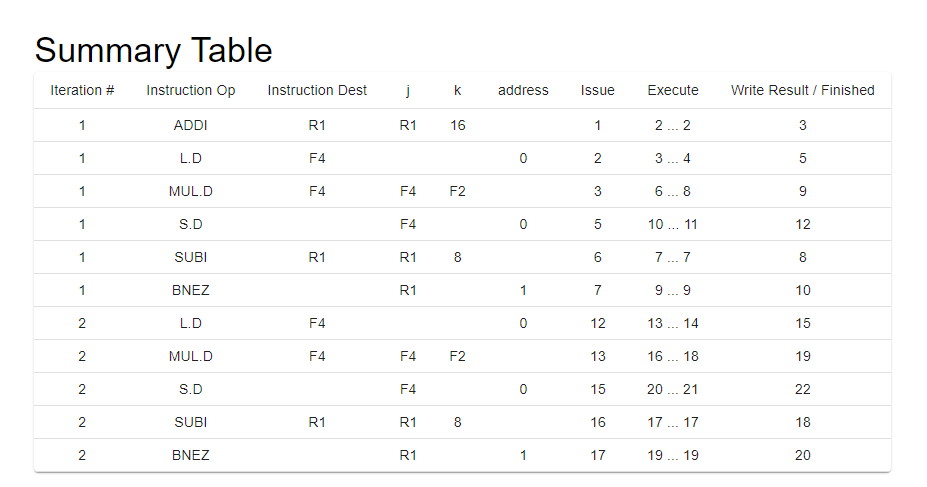 Summary Table
Iteration # Instruction Op Instruction Dest j k address Issue Execute Write Result / Finished
1 ADDI R1 R1 16 1 2 ... 2 3
1 L.D F4 0 2 3 ... 4 5
1 MUL.D F4 F4 F2 3 6 ... 8 9
1 S.D F4 0 5 10 ... 11 12
1 SUBI R1 R1 8 6 7 ... 7 8
1 BNEZ R1 1 7 9 ... 9 10
2 L.D F4 0 12 13 ... 14 15
2 MUL.D F4 F4 F2 13 16 ... 18 19
2 S.D F4 0 15 20 ... 21 22
2 SUBI R1 R1 8 16 17 ... 17 18
2 BNEZ R1 1 17 19 ... 19 20